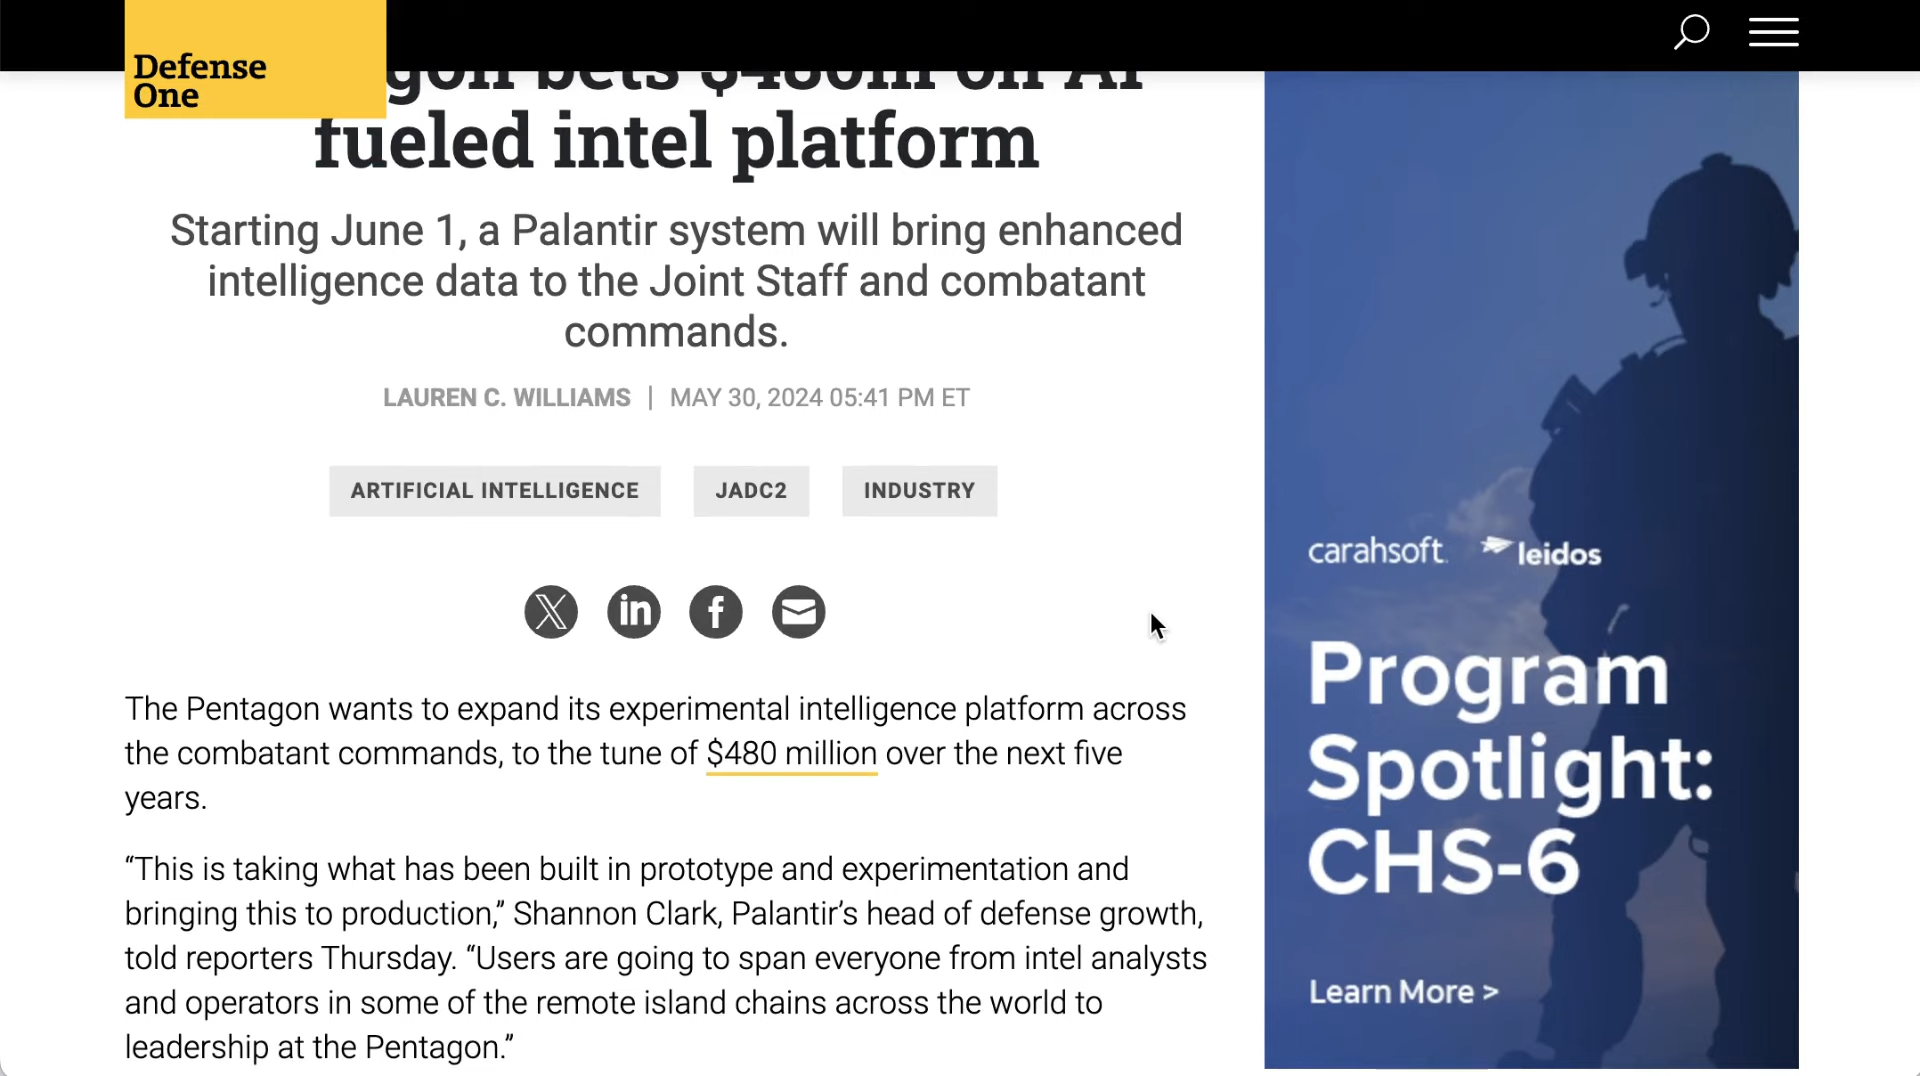 Defense
One
bets $480m on AI
fueled intel platform
Starting June 1, a Palantir system will bring enhanced
intelligence data to the Joint Staff and combatant
commands.
LAUREN C. WILLIAMS | MAY 30, 2024 05:41 PM ET
ARTIFICIAL INTELLIGENCE JADC2 INDUSTRY
The Pentagon wants to expand its experimental intelligence platform across
the combatant commands, to the tune of $480 million over the next five
years.
“This is taking what has been built in prototype and experimentation and
bringing this to production,” Shannon Clark, Palantir’s head of defense growth,
told reporters Thursday. “Users are going to span everyone from intel analysts
and operators in some of the remote island chains across the world to
leadership at the Pentagon.”
carahsoft. leidos
Program
Spotlight:
CHS-6
Learn More >